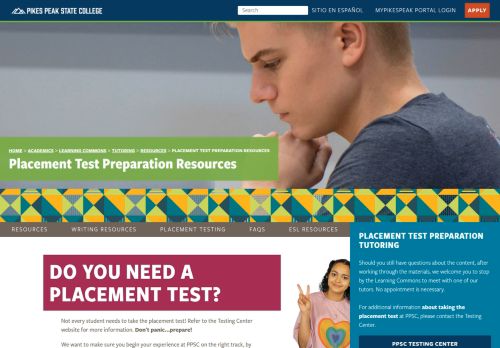 PIKES PEAK STATE COLLEGE
Search
SITIO EN ESPAÑOL
MYPIKESPEAK PORTAL LOGIN
APPLY
HOME > ACADEMICS > LEARNING COMMONS > TUTORING > RESOURCES > PLACEMENT TEST PREPARATION RESOURCES
Placement Test Preparation Resources
RESOURCES
WRITING RESOURCES
PLACEMENT TESTING
FAQS
ESL RESOURCES
DO YOU NEED A
PLACEMENT TEST?
Not every student needs to take the placement test! Refer to the Testing Center
website for more information. Don't panic...prepare!
We want to make sure you begin your experience at PPSC on the right track, by
PLACEMENT TEST PREPARATION
TUTORING
Should you still have questions about the content, after
working through the materials, we welcome you to stop
by the Learning Commons to meet with one of our
tutors. No appointment is necessary.
For additional information about taking the
placement test at PPSC, please contact the Testing
Center.
PPSC TESTING CENTER